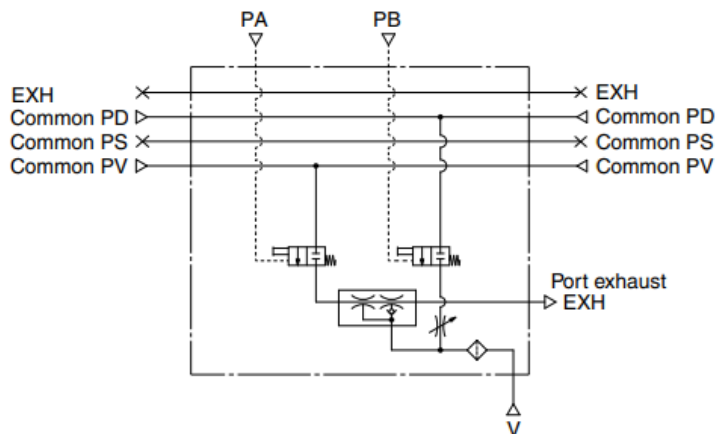 PA PB
EXH EXH
Common PD Common PD
Common PS Common PS
Common PV Common PV
Port exhaust
EXH
V